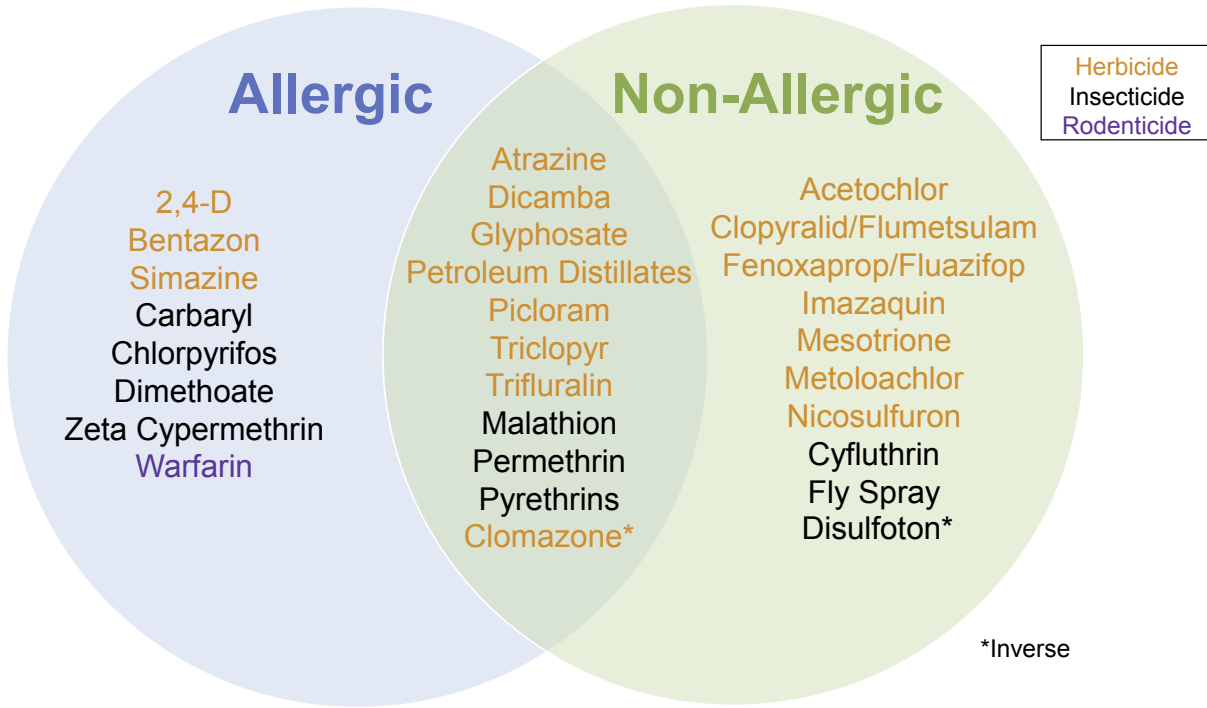 Allergic
Non-Allergic
Herbicide
Insecticide
Rodenticide
2,4-D
Bentazon
Simazine
Carbaryl
Chlorpyrifos
Dimethoate
Zeta Cypermethrin
Warfarin
Atrazine
Dicamba
Glyphosate
Petroleum Distillates
Picloram
Triclopyr
Trifluralin
Malathion
Permethrin
Pyrethrins
Clomazone*
Acetochlor
Clopyralid/Flumetsulam
Fenoxaprop/Fluazifop
Imazaquin
Mesotrione
Metoloachlor
Nicosulfuron
Cyfluthrin
Fly Spray
Disulfoton*
*Inverse